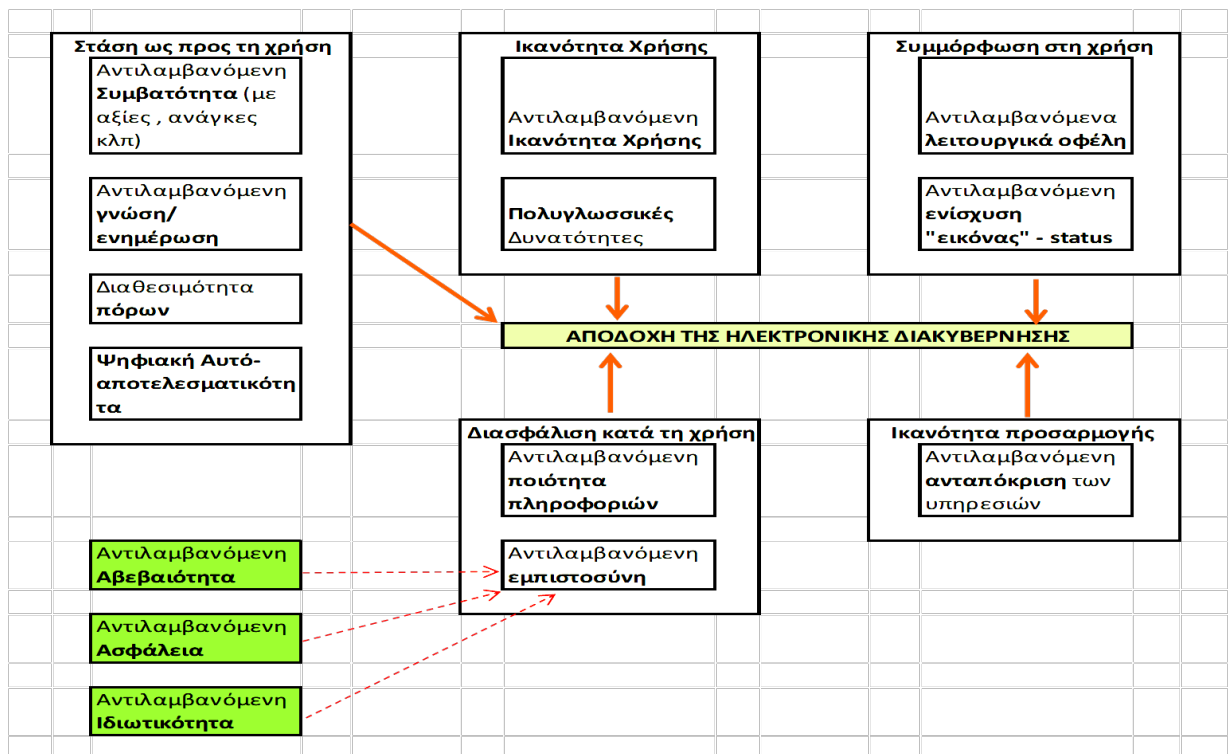 Στάση ως προς τη χρήση
Αντιλαμβανόμενη
Συμβατότητα (με
αξίες , ανάγκες
κλπ)
Αντιλαμβανόμενη
γνώση/
ενημέρωση
Διαθεσιμότητα
πόρων
Ψηφιακή Αυτό-
αποτελεσματικότη
τα
Ικανότητα Χρήσης
Αντιλαμβανόμενη
Ικανότητα Χρήσης
Πολυγλωσσικές
Δυνατότητες
Συμμόρφωση στη χρήση
Αντιλαμβανόμενα
λειτουργικά οφέλη
Αντιλαμβανόμενη
ενίσχυση
"εικόνας" - status
ΑΠΟΔΟΧΗ ΤΗΣ ΗΛΕΚΤΡΟΝΙΚΗΣ ΔΙΑΚΥΒΕΡΝΗΣΗΣ
Διασφάλιση κατά τη χρήση
Αντιλαμβανόμενη
ποιότητα
πληροφοριών
Αντιλαμβανόμενη
εμπιστοσύνη
Ικανότητα προσαρμογής
Αντιλαμβανόμενη
ανταπόκριση των
υπηρεσιών
Αντιλαμβανόμενη
Αβεβαιότητα
Αντιλαμβανόμενη
Ασφάλεια
Αντιλαμβανόμενη
Ιδιωτικότητα